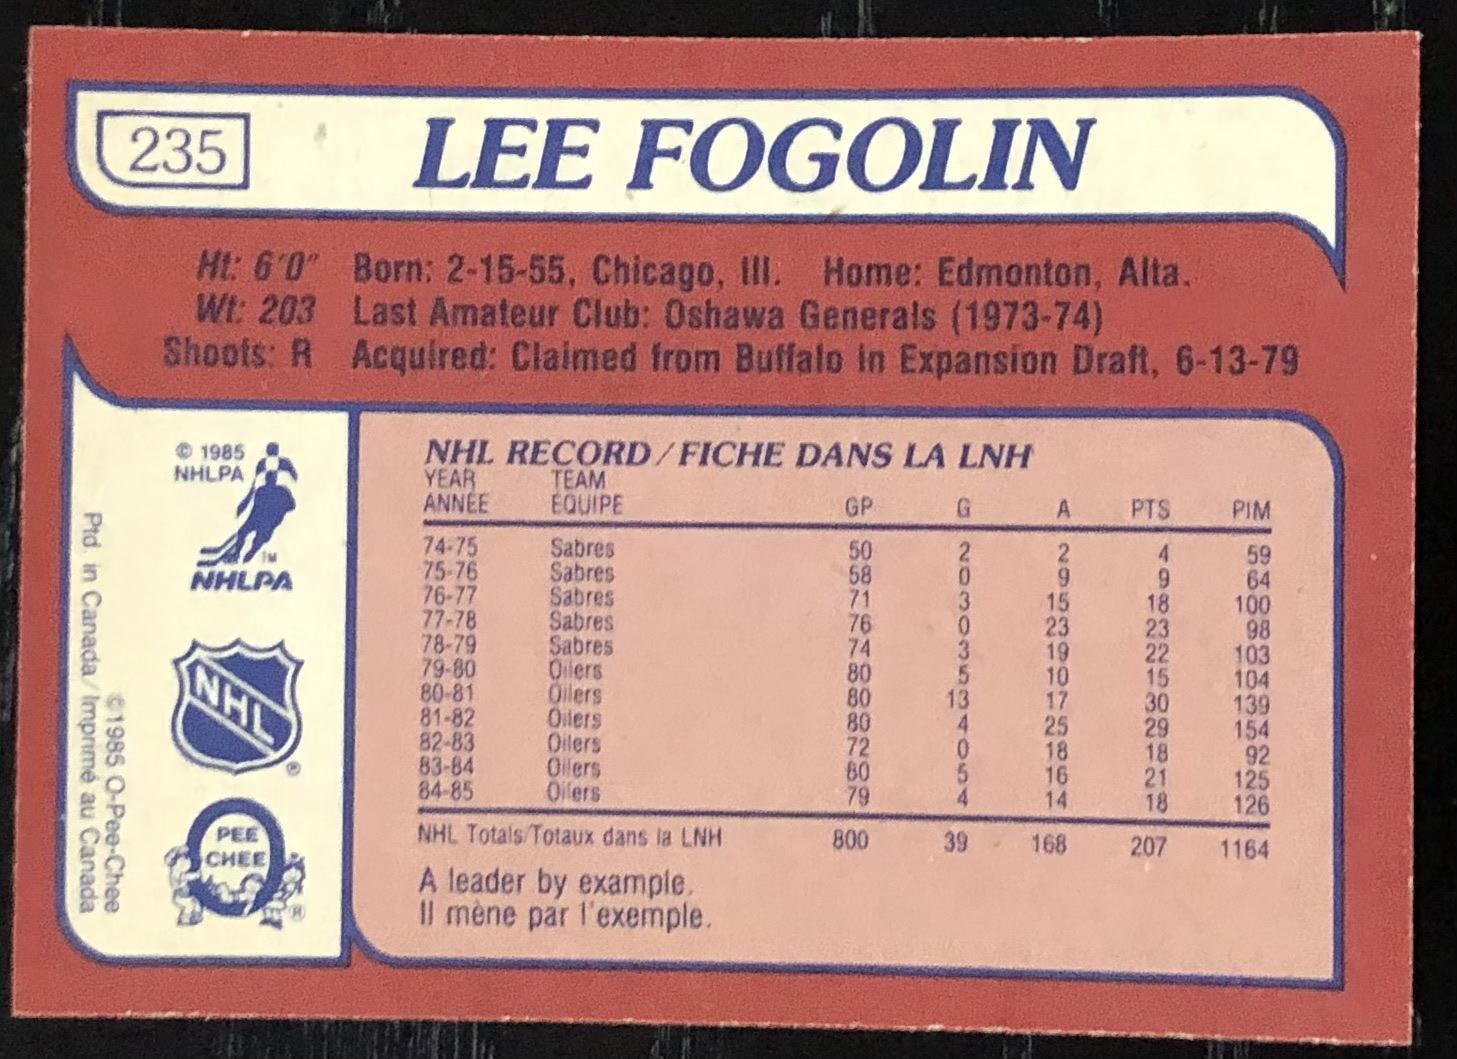 235
LEE FOGOLIN
Ht: 6'0" Born: 2-15-55, Chicago, Ill. Home: Edmonton, Alta.
Wt: 203 Last Amateur Club: Oshawa Generals (1973-74)
Shoots: R Acquired: Claimed from Buffalo in Expansion Draft, 6-13-79
© 1985
NHLPA
TM
NHLPA
NHL
®
PEE
CHEE
®
©1985 O-Pee-Chee
Ptd. in Canada/Imprimé au Canada
NHL RECORD/FICHE DANS LA LNH
YEAR TEAM
ANNÉE ÉQUIPE GP G A PTS PIM
74-75 Sabres 50 2 2 4 59
75-76 Sabres 58 0 9 9 64
76-77 Sabres 71 3 15 18 100
77-78 Sabres 76 0 23 23 98
78-79 Sabres 74 3 19 22 103
79-80 Oilers 80 5 10 15 104
80-81 Oilers 80 13 17 30 139
81-82 Oilers 80 4 25 29 154
82-83 Oilers 72 0 18 18 92
83-84 Oilers 80 5 16 21 125
84-85 Oilers 79 4 14 18 126
NHL Totals/Totaux dans la LNH 800 39 168 207 1164
A leader by example.
Il mène par l'exemple.